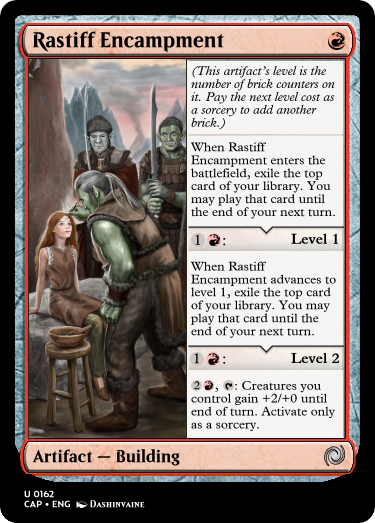 Rastiff Encampment
(This artifact's level is the
number of brick counters on
it. Pay the next level cost as
a sorcery to add another
brick.)
When Rastiff
Encampment enters the
battlefield, exile the top
card of your library. You
may play that card until
the end of your next turn.
1 : Level 1
When Rastiff
Encampment advances to
level 1, exile the top card
of your library. You may
play that card until the
end of your next turn.
1 : Level 2
2 , : Creatures you
control gain +2/+0 until
end of turn. Activate only
as a sorcery.
Artifact — Building
U 0162
CAP • ENG Dashinvaine